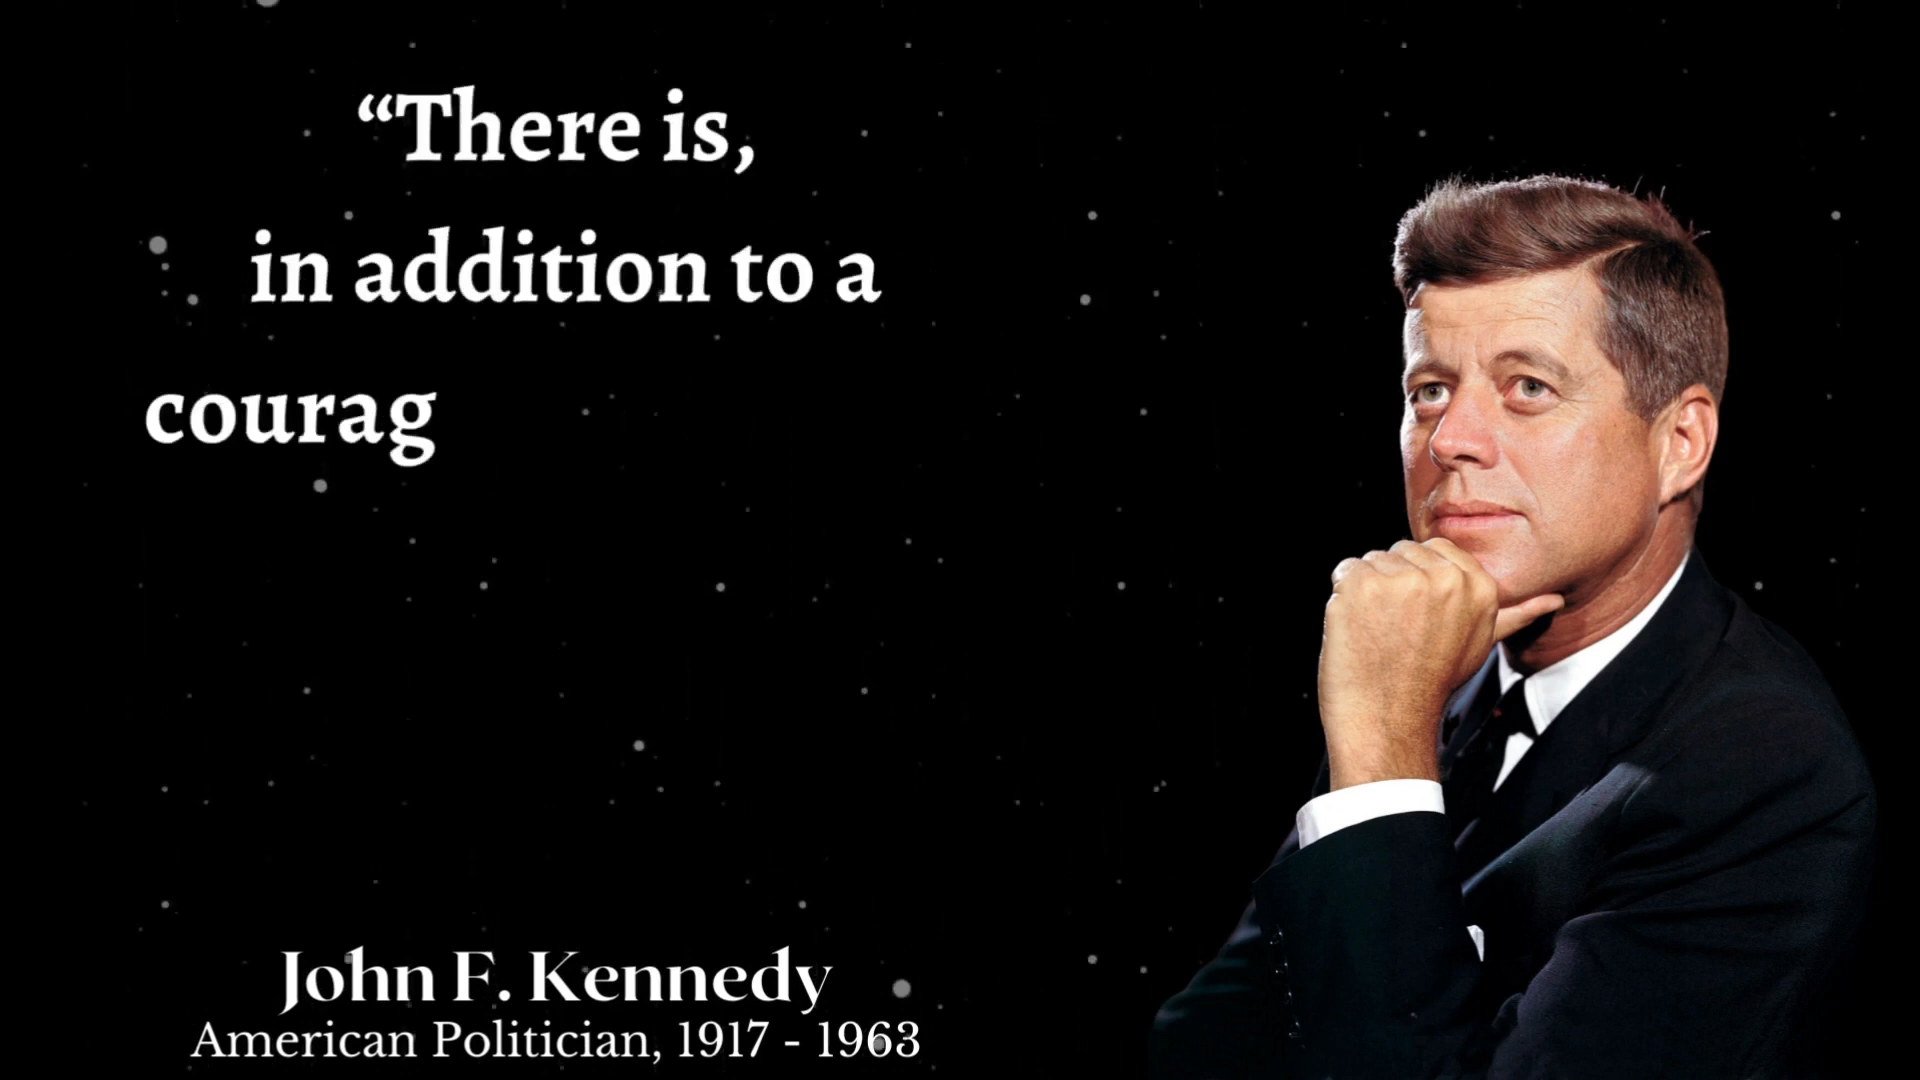 “There is,
in addition to a
courag
John F. Kennedy
American Politician, 1917 - 1963